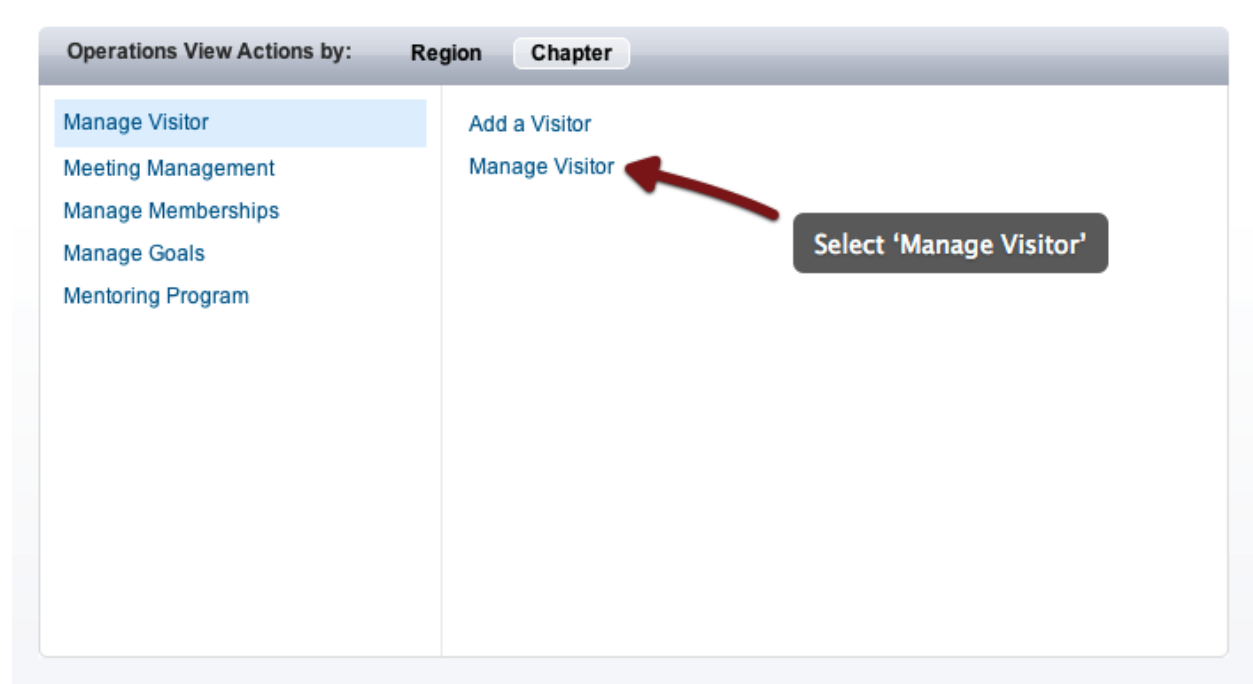 Operations View Actions by: Region Chapter
Manage Visitor
Meeting Management
Manage Memberships
Manage Goals
Mentoring Program
Add a Visitor
Manage Visitor
Select ‘Manage Visitor’